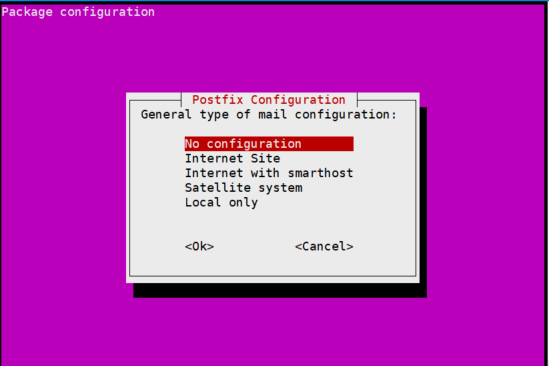 Package configuration
Postfix Configuration
General type of mail configuration:
No configuration
Internet Site
Internet with smarthost
Satellite system
Local only
<Ok> <Cancel>